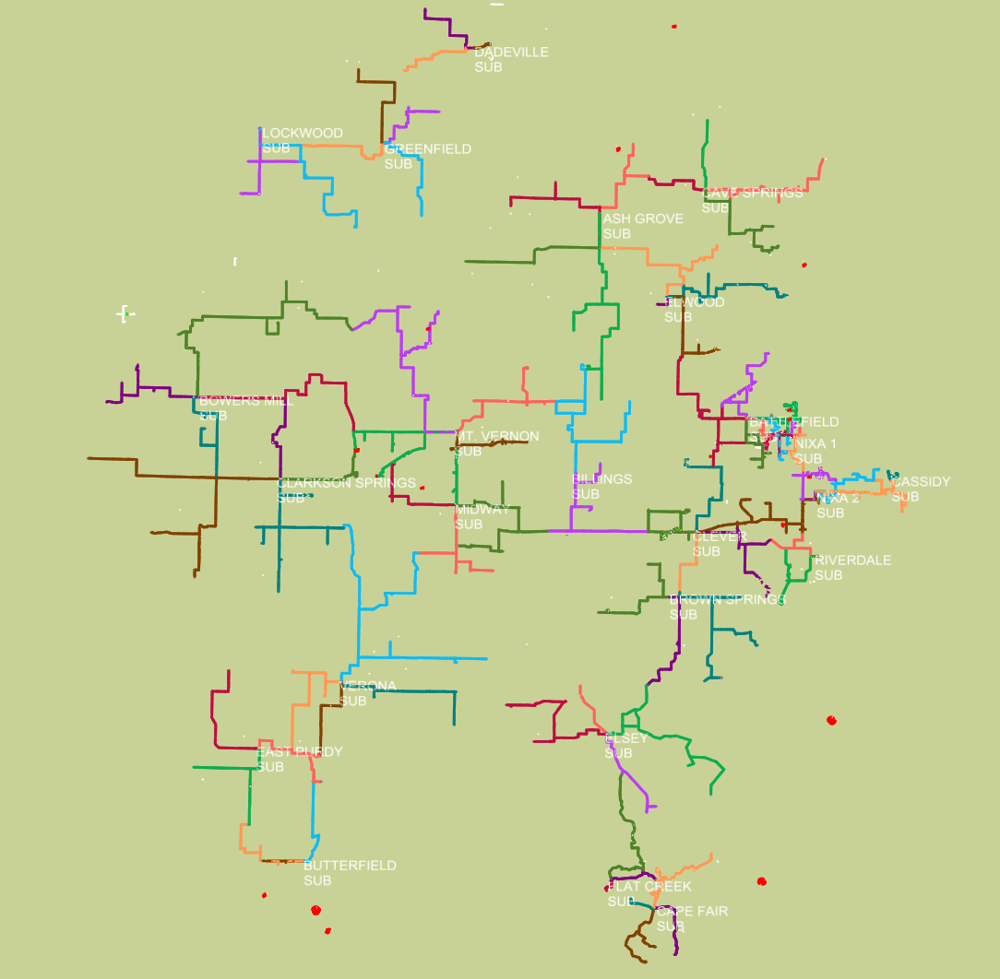 DADEVILLE
SUB
LOCKWOOD
SUB
GREENFIELD
SUB
CAVE SPRINGS
SUB
ASH GROVE
SUB
ELWOOD
SUB
BOWERS MILL
SUB
BATTLEFIELD
MT. VERNON
SUB
NIXA 1
SUB
CLARKSON SPRINGS
SUB
BILLINGS
SUB
CASSIDY
SUB
NIXA 2
SUB
MIDWAY
SUB
CLEVER
SUB
RIVERDALE
SUB
BROWN SPRINGS
SUB
VERONA
SUB
ELSEY
SUB
EAST PURDY
SUB
BUTTERFIELD
SUB
FLAT CREEK
SUB
CAPE FAIR
SUB